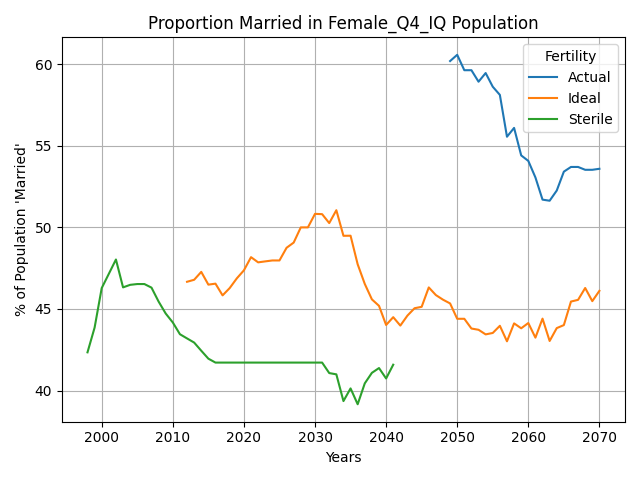 Proportion Married in Female_Q4_IQ Population
% of Population 'Married'
60
55
50
45
40
Fertility
Actual
Ideal
Sterile
2000 2010 2020 2030 2040 2050 2060 2070
Years